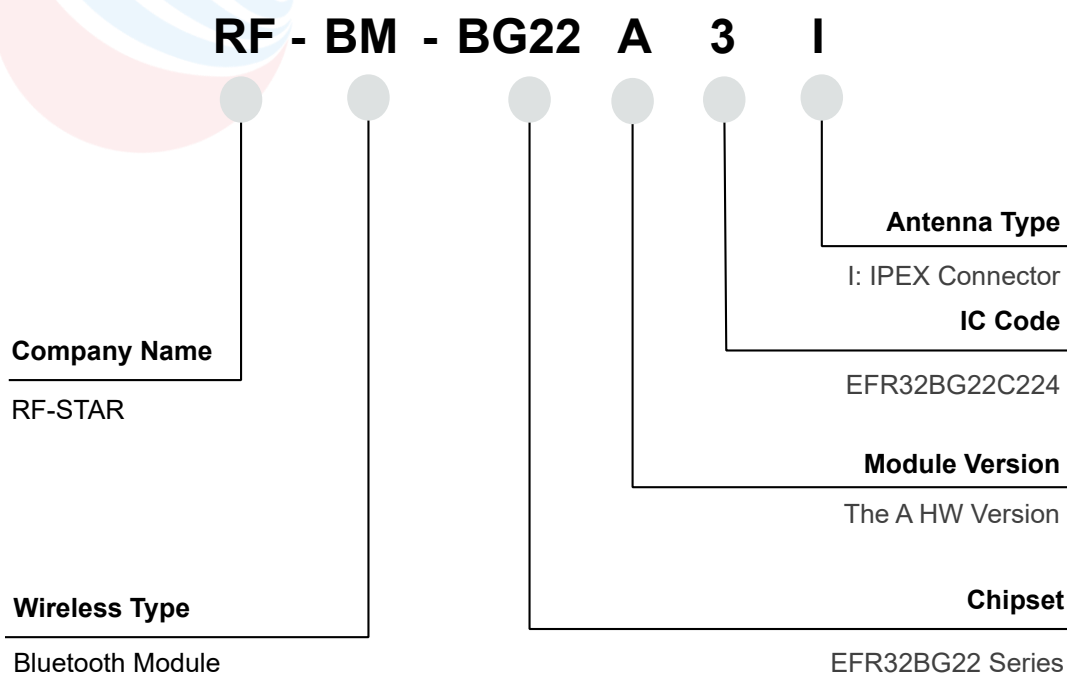 RF - BM - BG22 A 3 I
Antenna Type
I: IPEX Connector
IC Code
Company Name
EFR32BG22C224
RF-STAR
Module Version
The A HW Version
Chipset
Wireless Type
EFR32BG22 Series
Bluetooth Module